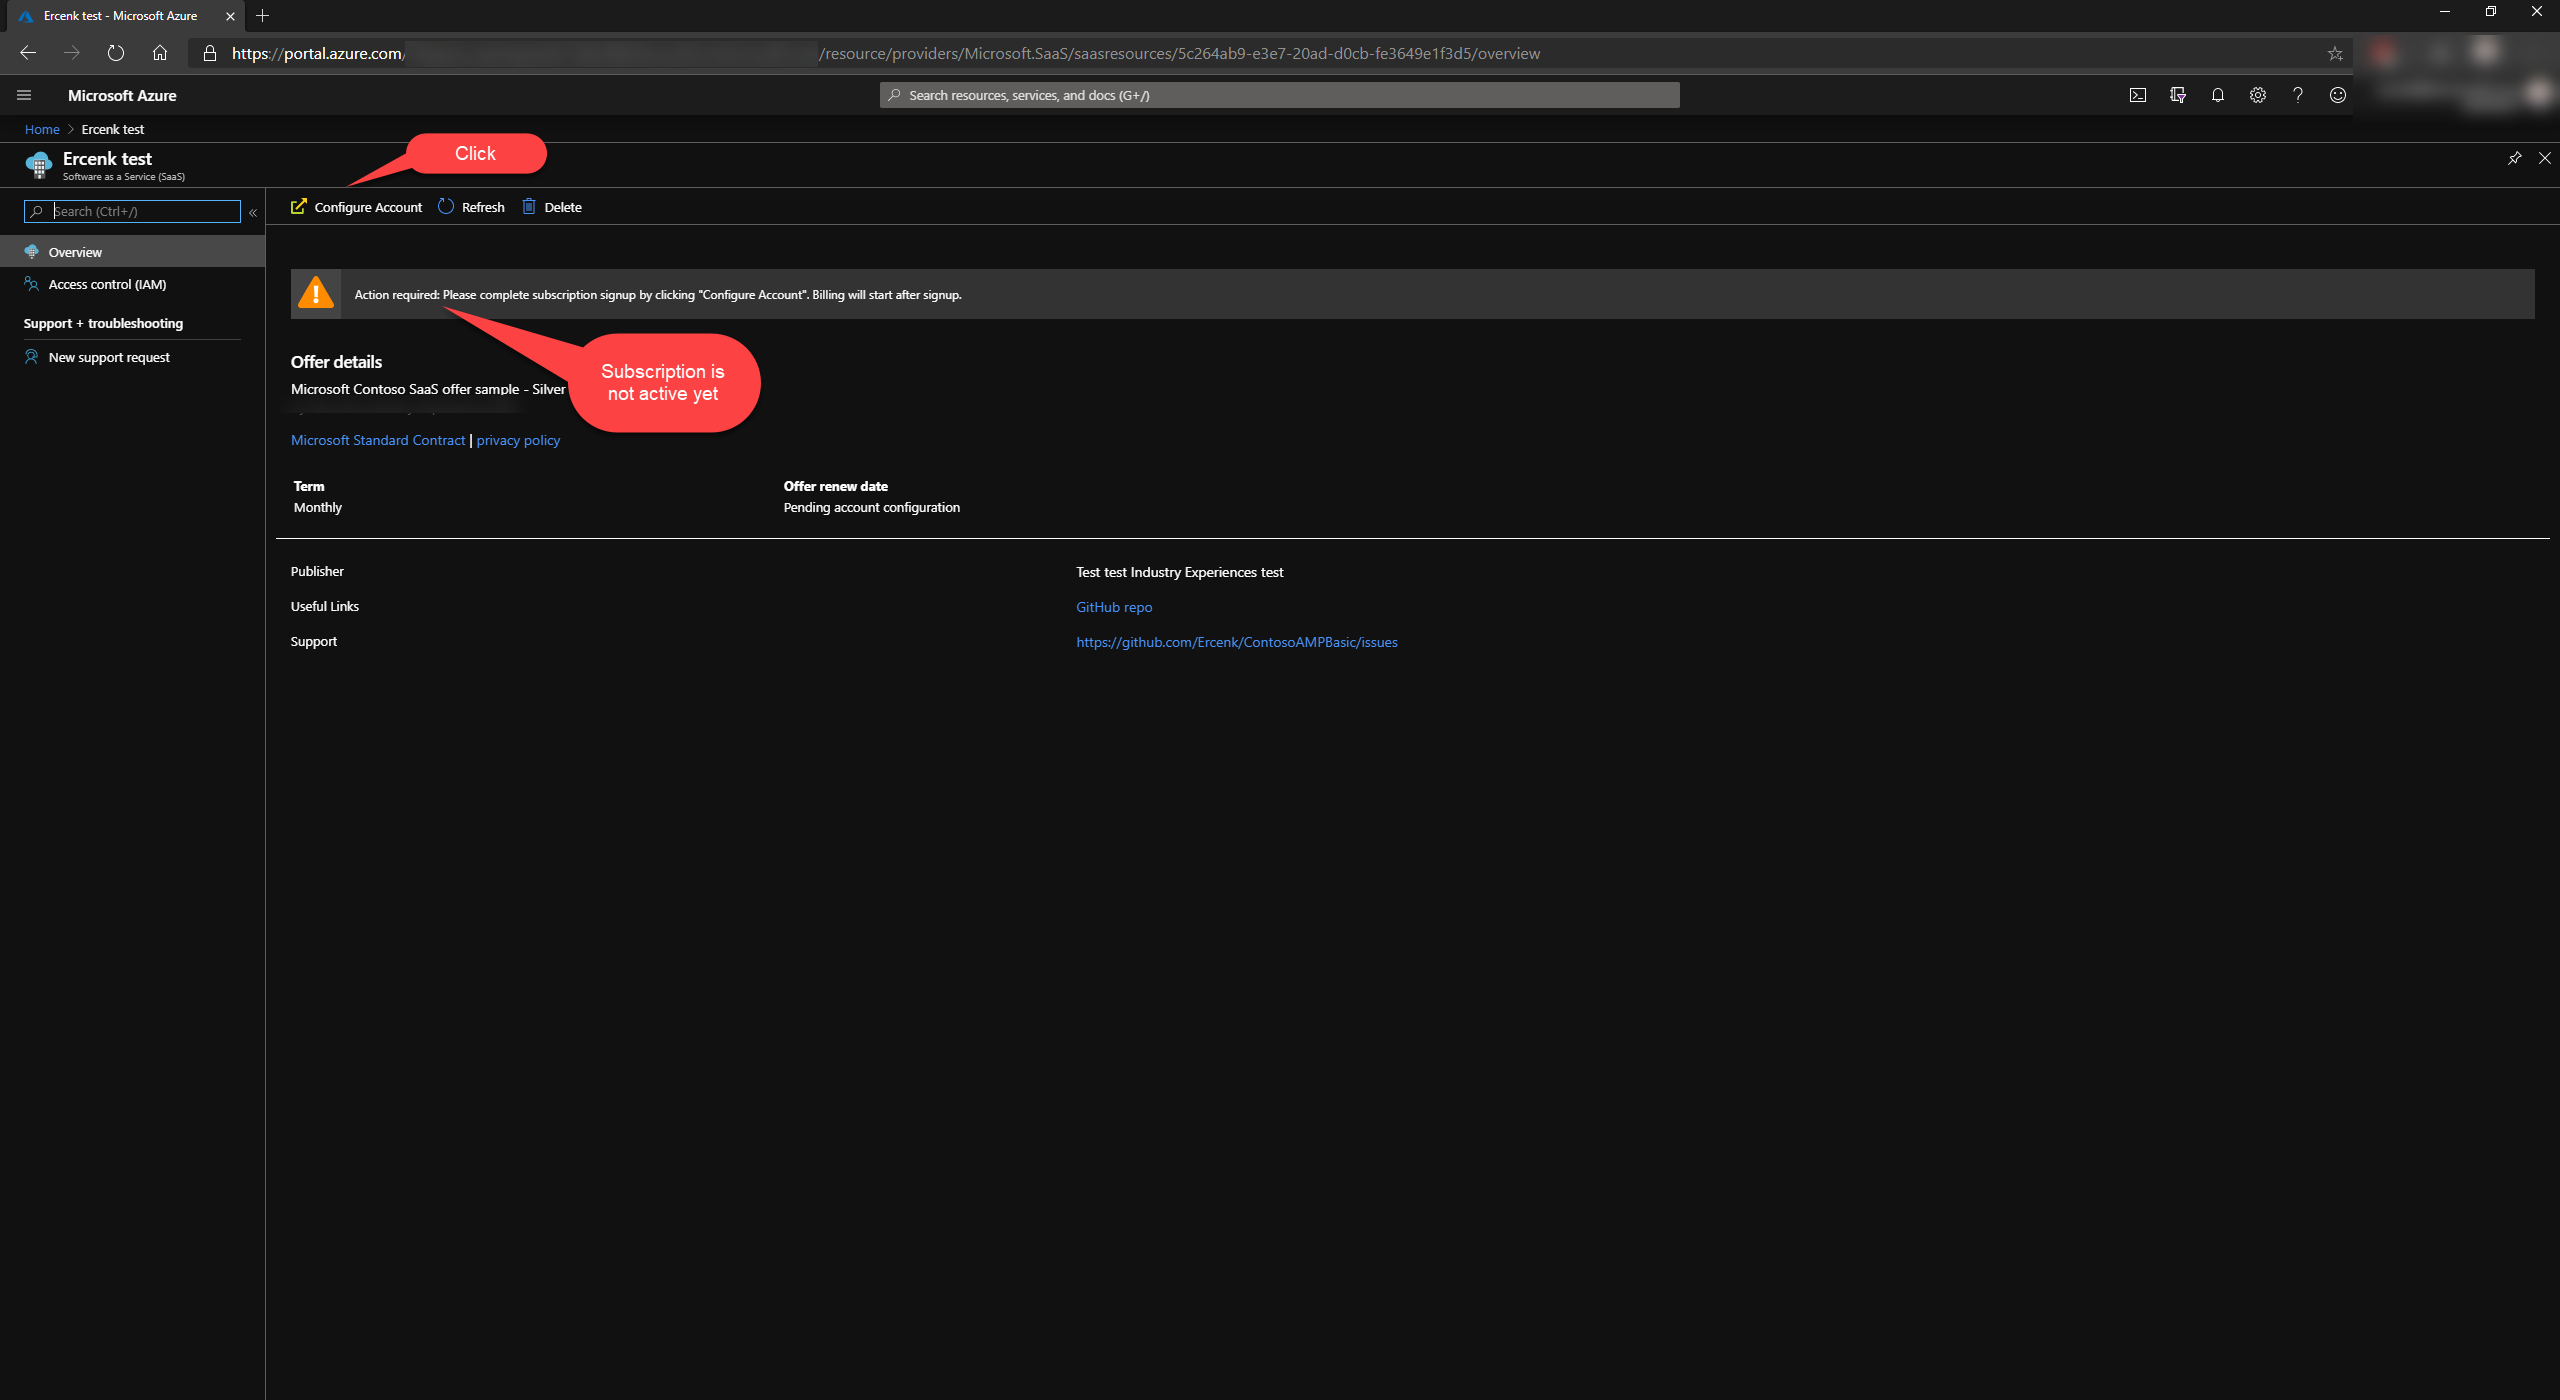 Ercenk test - Microsoft Azure
https://portal.azure.com/ /resource/providers/Microsoft.SaaS/saasresources/5c264ab9-e3e7-20ad-d0cb-fe3649e1f3d5/overview
Microsoft Azure
Search resources, services, and docs (G+/)
Home > Ercenk test
Click
Ercenk test
Software as a Service (SaaS)
Search (Ctrl+/)
«
Configure Account
Refresh
Delete
Overview
Access control (IAM)
Support + troubleshooting
New support request
Action required: Please complete subscription signup by clicking "Configure Account". Billing will start after signup.
Subscription is
not active yet
Offer details
Microsoft Contoso SaaS offer sample - Silver
Microsoft Standard Contract | privacy policy
Term
Monthly
Offer renew date
Pending account configuration
Publisher
Test test Industry Experiences test
Useful Links
GitHub repo
Support
https://github.com/Ercenk/ContosoAMPBasic/issues